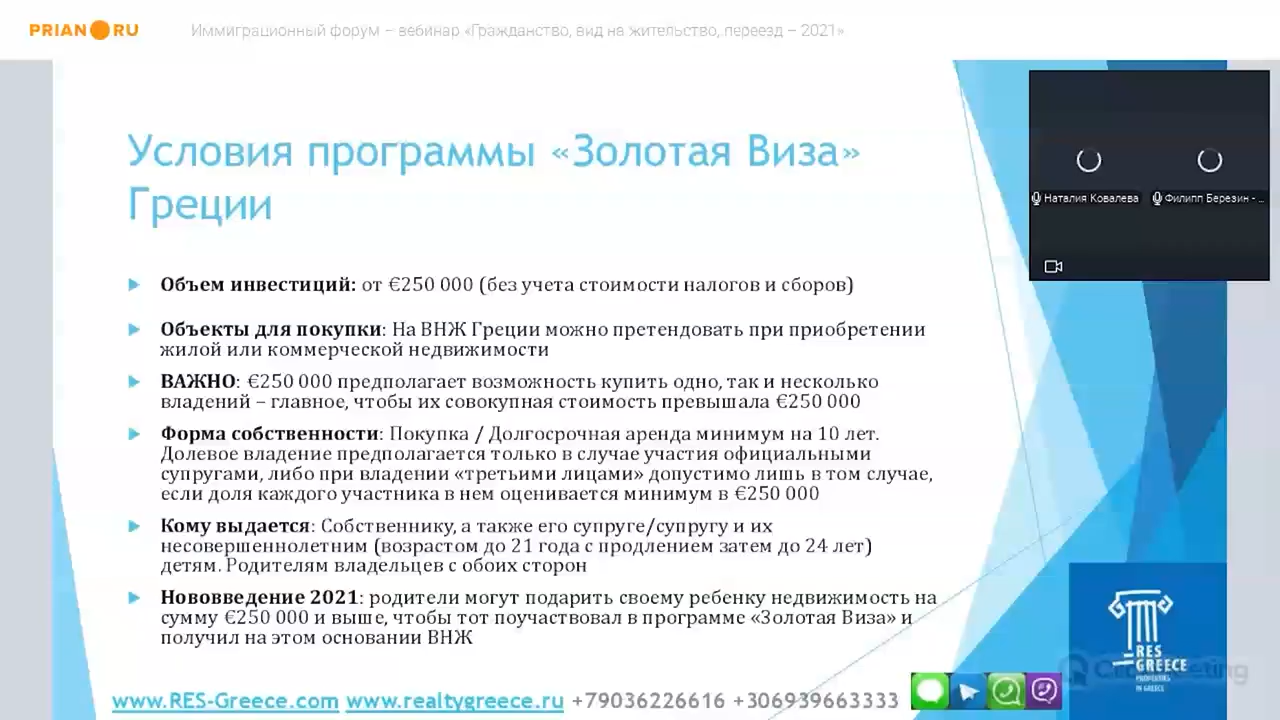 PRIAN RU
Иммиграционный форум – вебинар «Гражданство, вид на жительство, переезд – 2021»
Условия программы «Золотая Виза»
Греции
Наталия Ковалева
Филипп Березин - ...
Объем инвестиций: от €250 000 (без учета стоимости налогов и сборов)
Объекты для покупки: На ВНЖ Греции можно претендовать при приобретении
жилой или коммерческой недвижимости
ВАЖНО: €250 000 предполагает возможность купить одно, так и несколько
владений – главное, чтобы их совокупная стоимость превышала €250 000
Форма собственности: Покупка / Долгосрочная аренда минимум на 10 лет.
Долевое владение предполагается только в случае участия официальными
супругами, либо при владении «третьими лицами» допустимо лишь в том случае,
если доля каждого участника в нем оценивается минимум в €250 000
Кому выдается: Собственнику, а также его супруге/супругу и их
несовершеннолетним (возрастом до 21 года с продлением затем до 24 лет)
детям. Родителям владельцев с обоих сторон
Нововведение 2021: родители могут подарить своему ребенку недвижимость на
сумму €250 000 и выше, чтобы тот поучаствовал в программе «Золотая Виза» и
получил на этом основании ВНЖ
www.RES-Greece.com www.realtygreece.ru +79036226616 +306939663333
RES
GREECE
PROPERTIES
IN GREECE